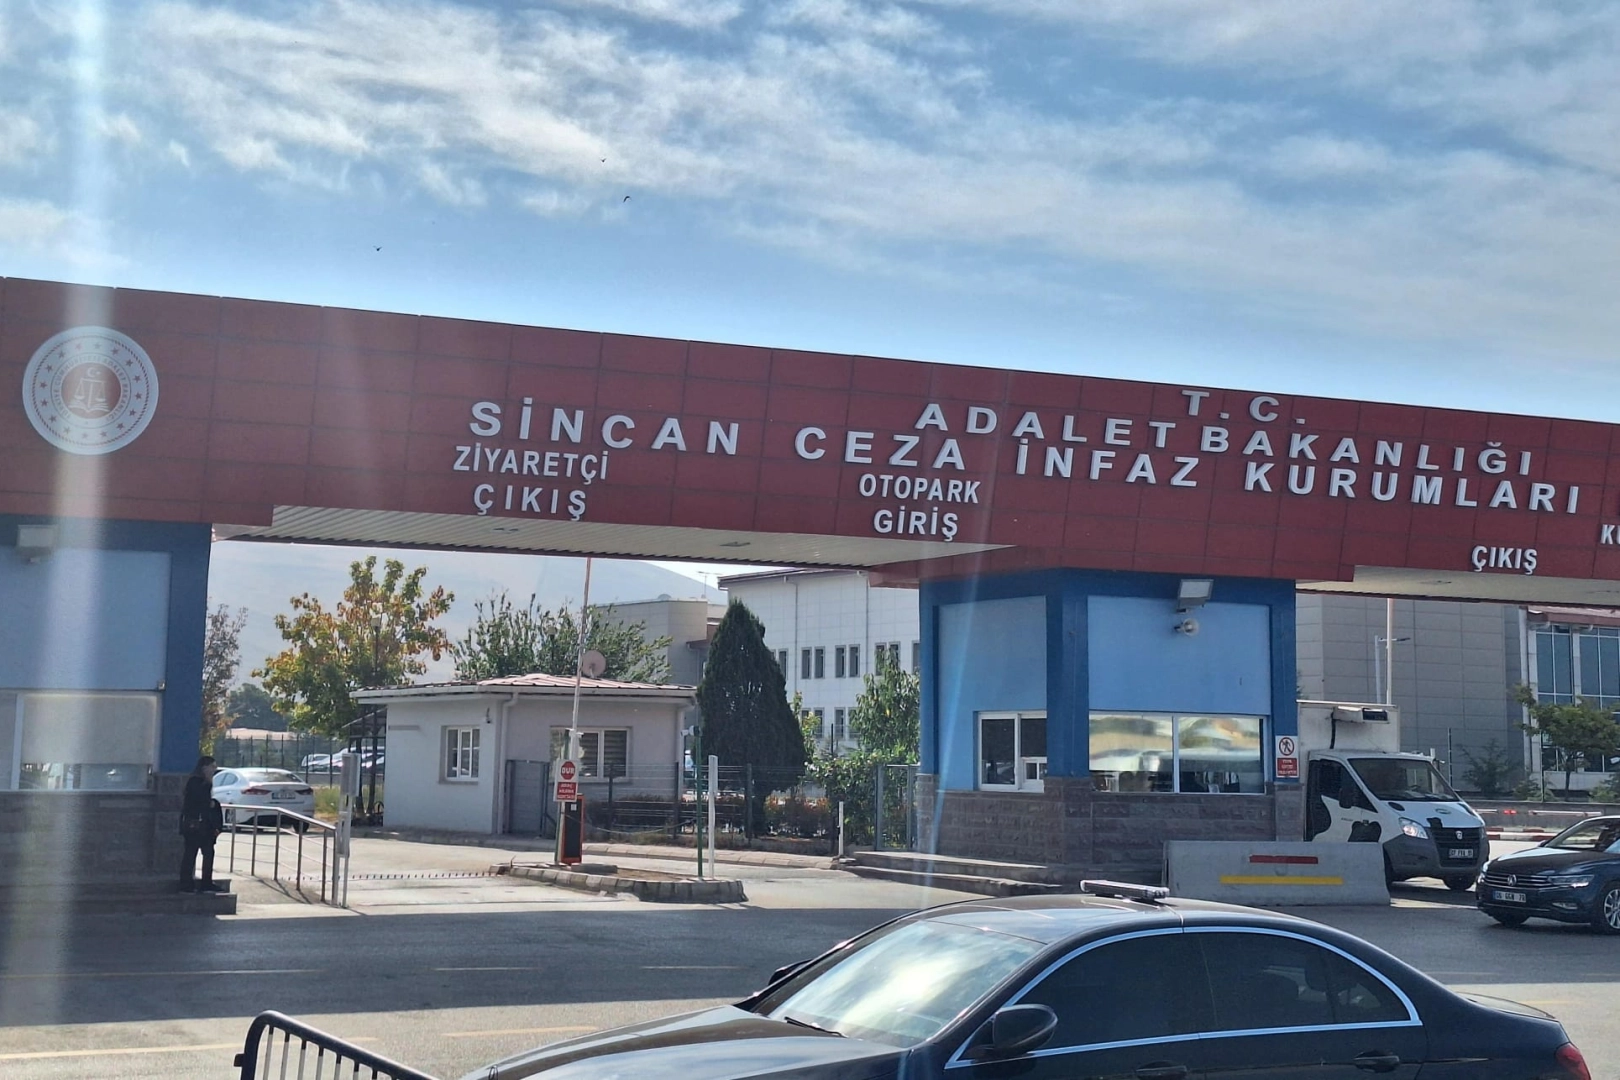 T.C.
ADALET BAKANLIĞI
SİNCAN CEZA İNFAZ KURUMLARI
ZİYARETÇİ
ÇIKIŞ
OTOPARK
GİRİŞ
ÇIKIŞ
DUR